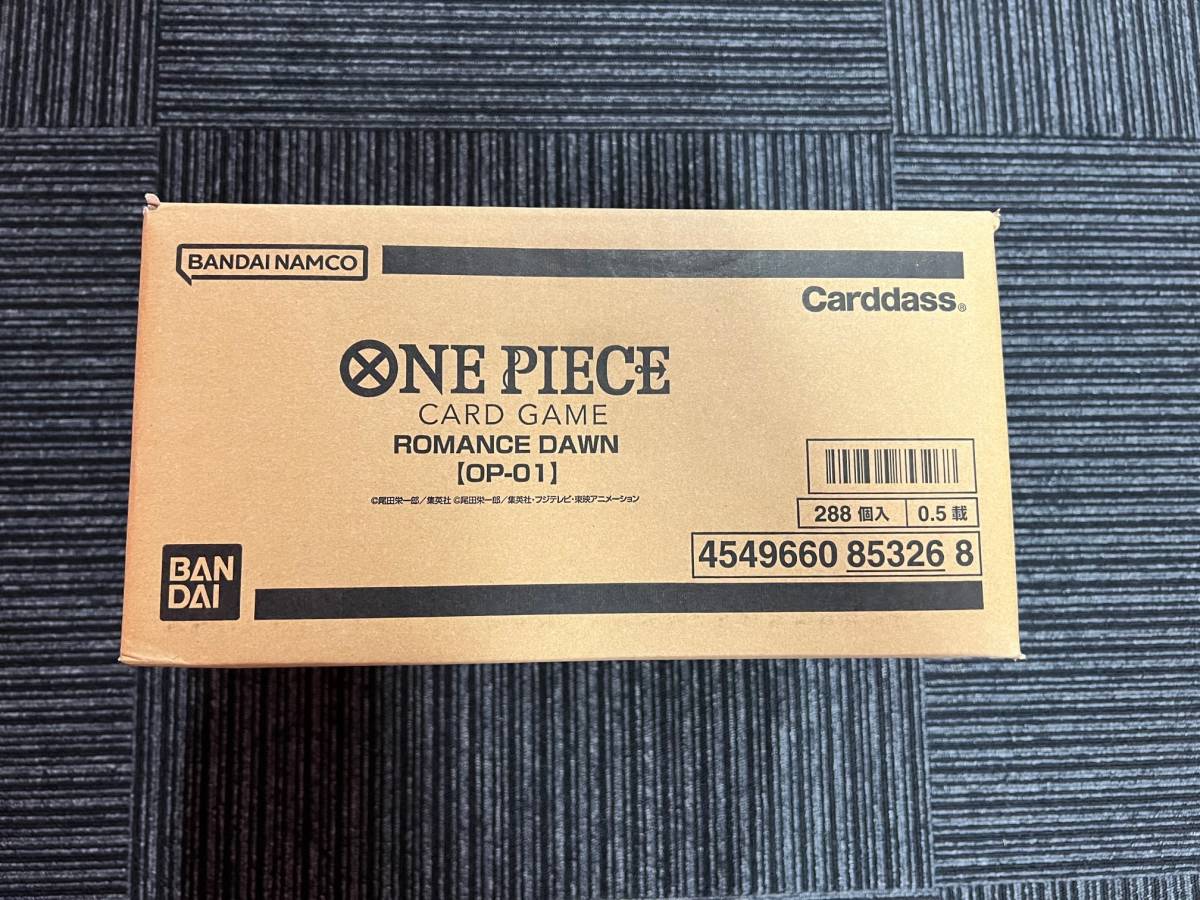 BANDAI NAMCO
Carddass®
ONE PIECE
CARD GAME
ROMANCE DAWN
【OP-01】
©尾田栄一郎／集英社 ©尾田栄一郎／集英社・フジテレビ・東映アニメーション
288 個入 0.5 載
4549660 85326 8
BAN
DAI